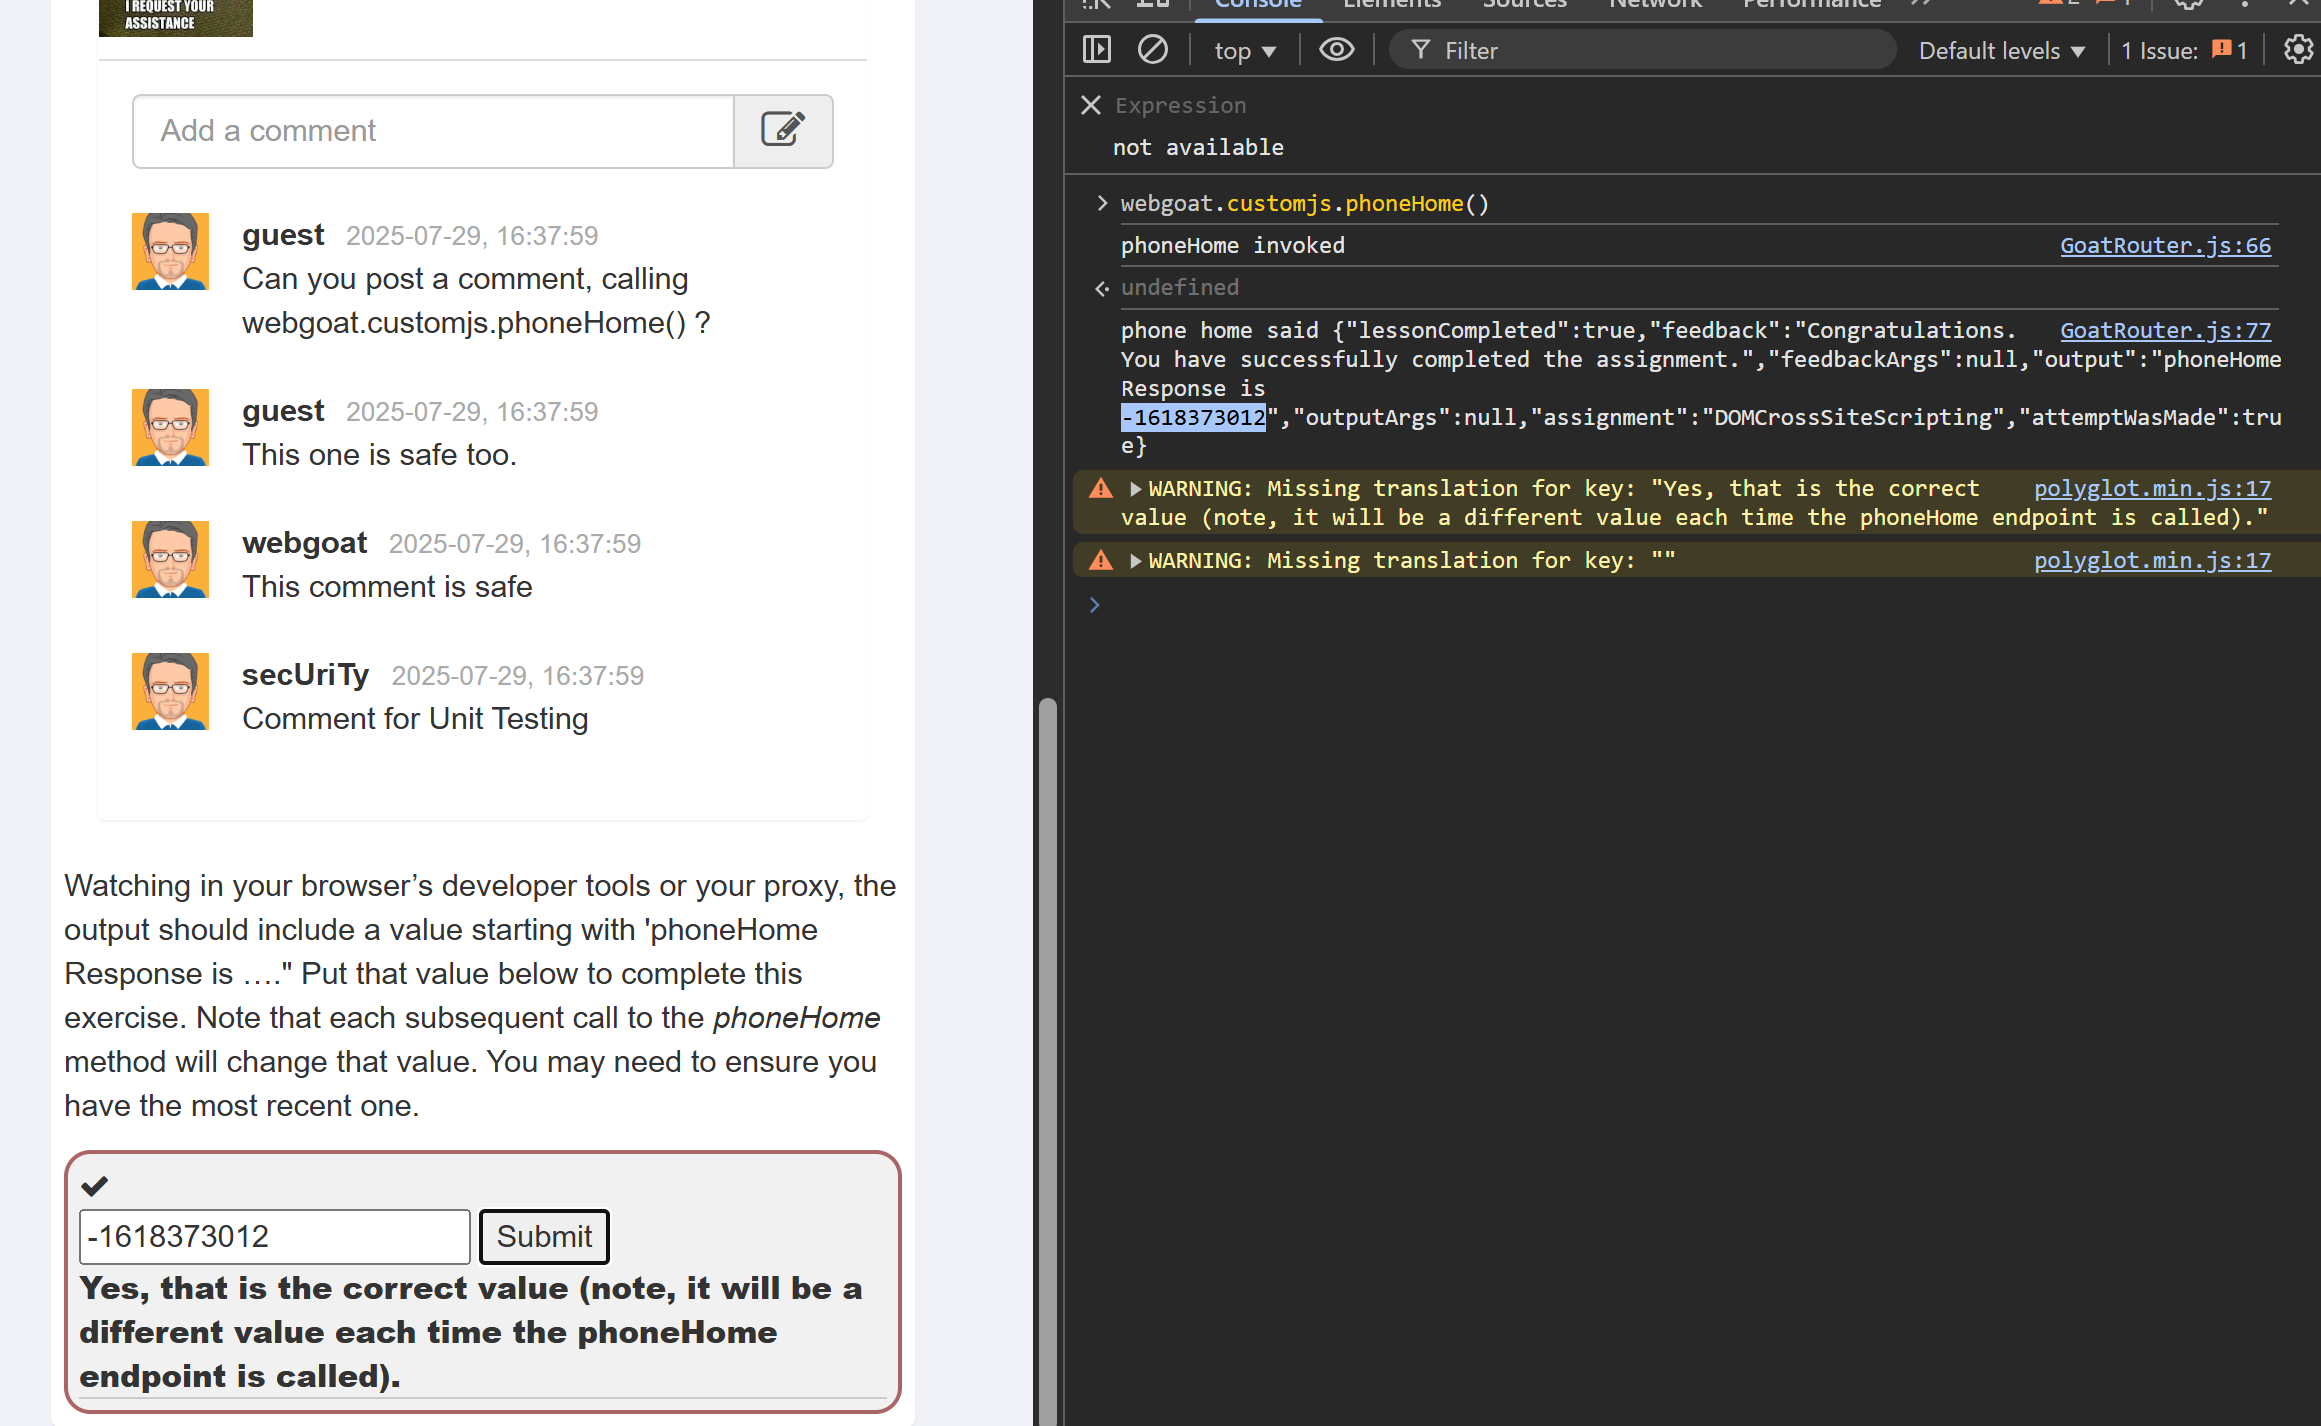 I REQUEST YOUR
ASSISTANCE
Add a comment
guest 2025-07-29, 16:37:59
Can you post a comment, calling
webgoat.customjs.phoneHome() ?
guest 2025-07-29, 16:37:59
This one is safe too.
webgoat 2025-07-29, 16:37:59
This comment is safe
secUriTy 2025-07-29, 16:37:59
Comment for Unit Testing
Watching in your browser’s developer tools or your proxy, the
output should include a value starting with 'phoneHome
Response is …." Put that value below to complete this
exercise. Note that each subsequent call to the phoneHome
method will change that value. You may need to ensure you
have the most recent one.
-1618373012 Submit
Yes, that is the correct value (note, it will be a
different value each time the phoneHome
endpoint is called).
Console Elements Sources Network Performance
top Filter Default levels 1 Issue: 1
Expression
not available
webgoat.customjs.phoneHome()
phoneHome invoked GoatRouter.js:66
undefined
phone home said {"lessonCompleted":true,"feedback":"Congratulations. GoatRouter.js:77
You have successfully completed the assignment.","feedbackArgs":null,"output":"phoneHome
Response is
-1618373012","outputArgs":null,"assignment":"DOMCrossSiteScripting","attemptWasMade":tru
e}
WARNING: Missing translation for key: "Yes, that is the correct polyglot.min.js:17
value (note, it will be a different value each time the phoneHome endpoint is called)."
WARNING: Missing translation for key: "" polyglot.min.js:17